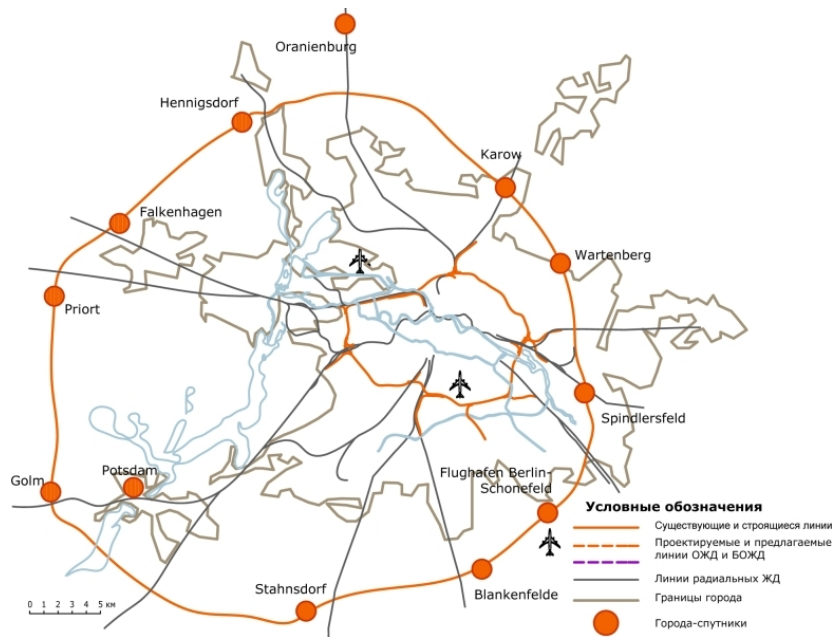 Oranienburg
Hennigsdorf
Karow
Falkenhagen
Wartenberg
Priort
Spindlersfeld
Potsdam
Golm
Flughafen Berlin-
Schonefeld
Stahnsdorf
Blankenfelde
0 1 2 3 4 5 км
Условные обозначения
Существующие и строящиеся линии
Проектируемые и предлагаемые
линии ОЖД и БОЖД
Линии радиальных ЖД
Границы города
Города-спутники